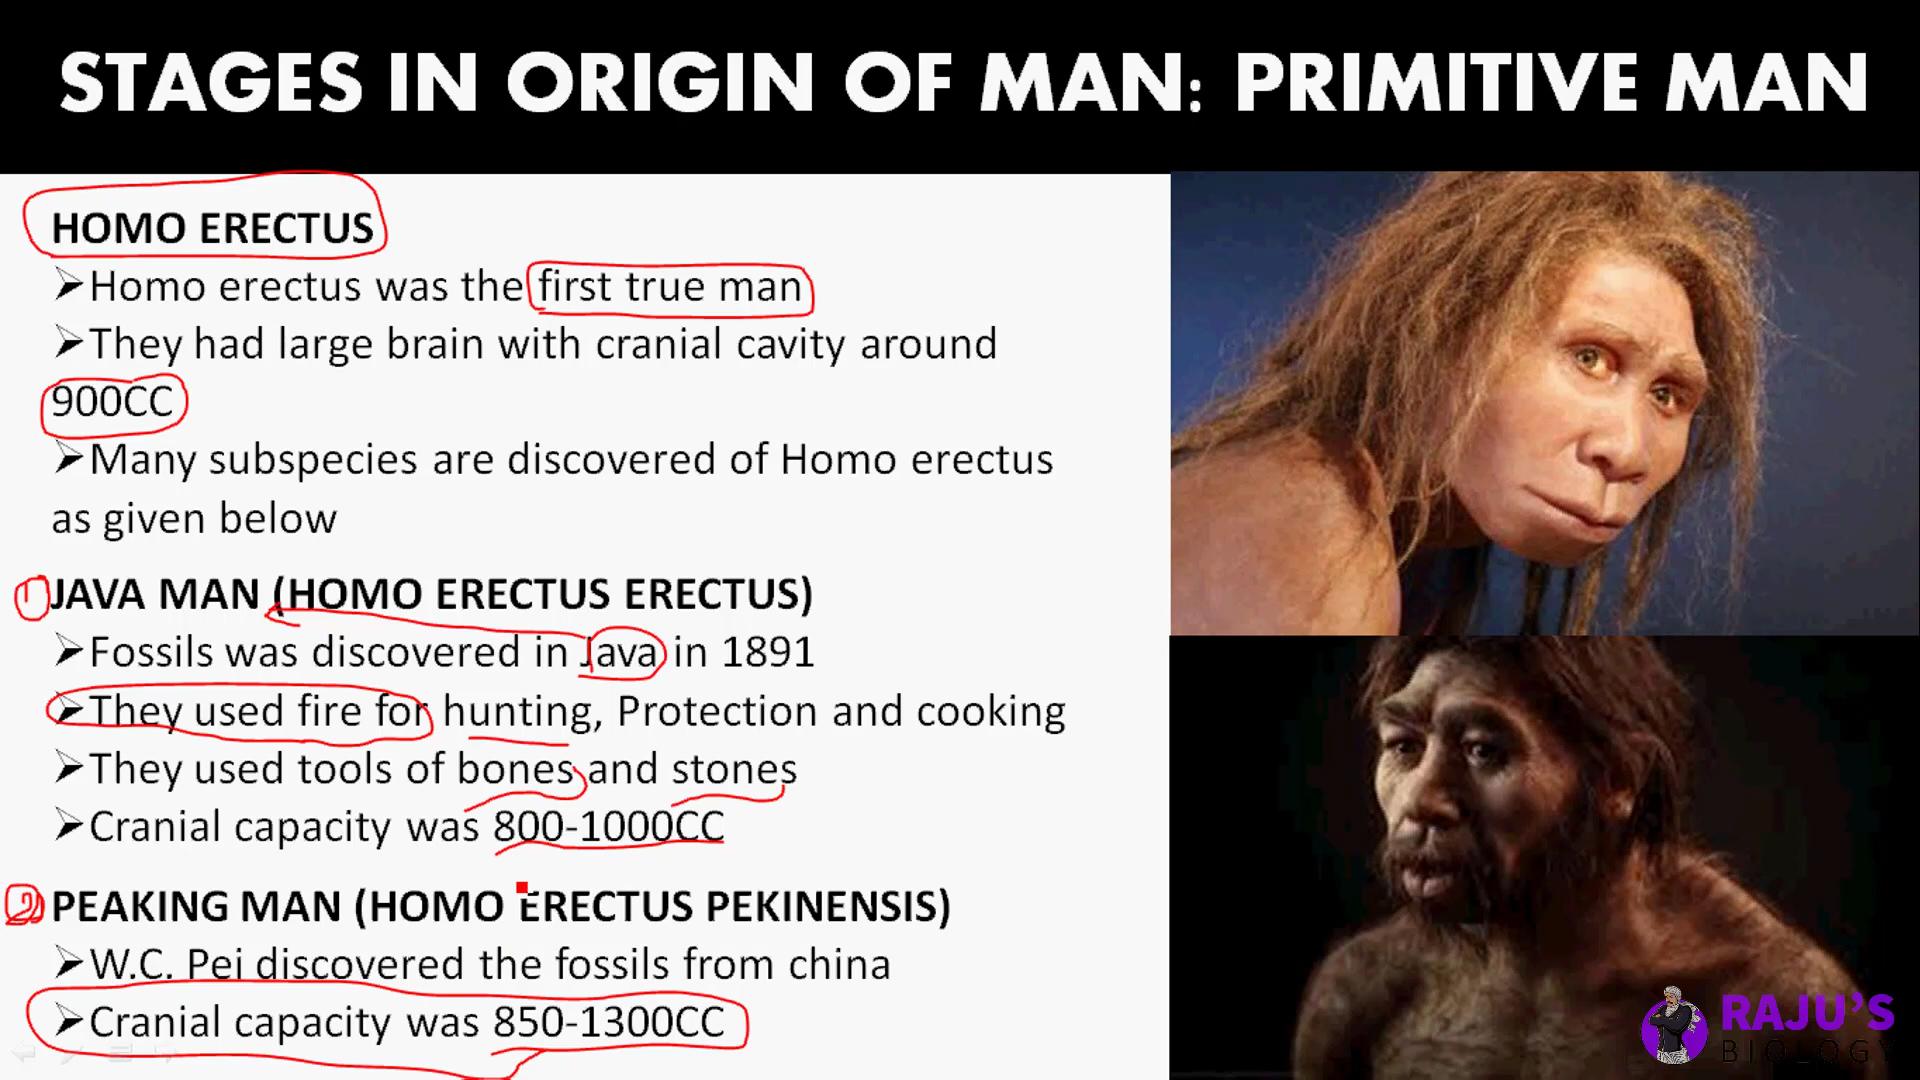 STAGES IN ORIGIN OF MAN: PRIMITIVE MAN
HOMO ERECTUS
➢Homo erectus was the first true man
➢They had large brain with cranial cavity around
900CC
➢Many subspecies are discovered of Homo erectus
as given below
1 JAVA MAN (HOMO ERECTUS ERECTUS)
➢Fossils was discovered in Java in 1891
➢They used fire for hunting, Protection and cooking
➢They used tools of bones and stones
➢Cranial capacity was 800-1000CC
2 PEAKING MAN (HOMO ERECTUS PEKINENSIS)
➢W.C. Pei discovered the fossils from china
➢Cranial capacity was 850-1300CC
RAJU'S
BIOLOGY